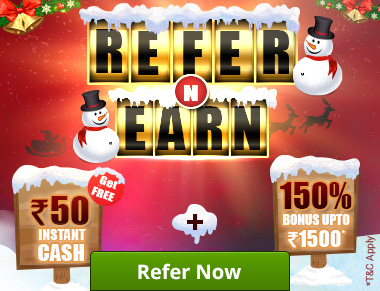 REFER
N
EARN
Get
FREE
₹50
INSTANT
CASH
+
150%
BONUS UPTO
₹1500*
*T&C Apply
Refer Now